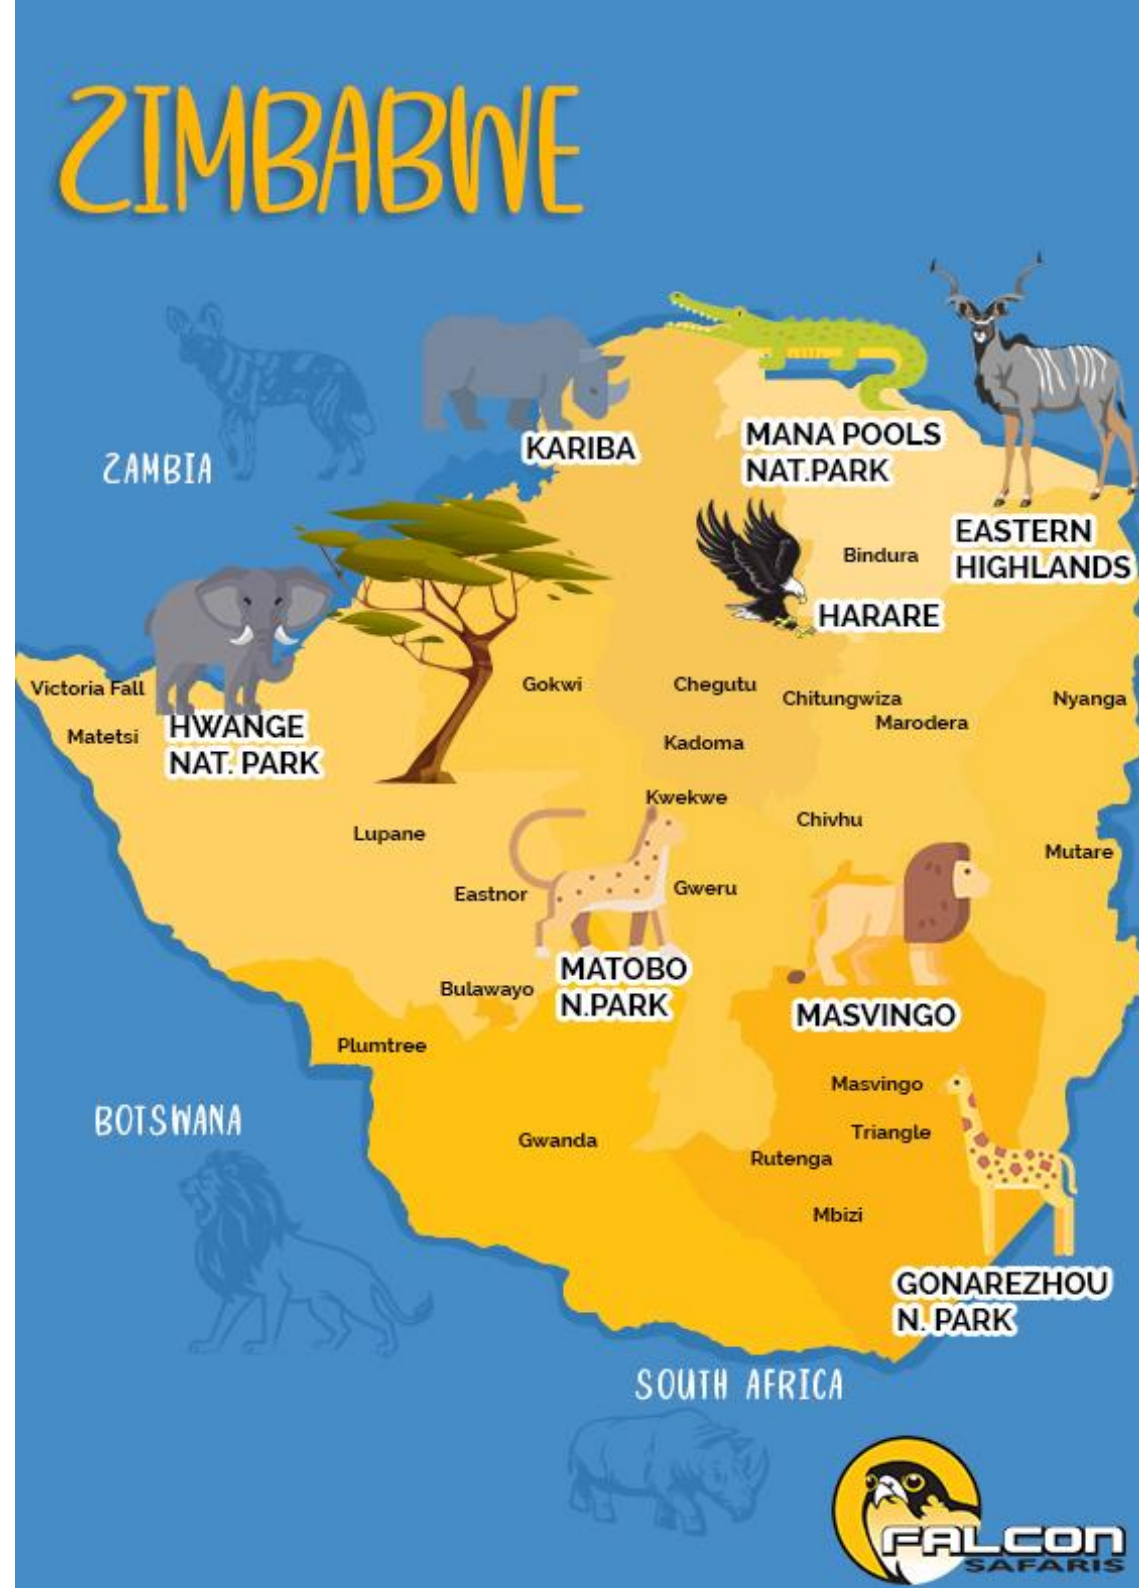 ZIMBABWE
ZAMBIA
KARIBA
MANA POOLS
NAT.PARK
EASTERN
HIGHLANDS
Bindura
HARARE
Victoria Fall
Gokwi
Chegutu
Chitungwiza
Nyanga
Matetsi
HWANGE
NAT. PARK
Marodera
Kadoma
Kwekwe
Chivhu
Lupane
Mutare
Eastnor
Gweru
MATOBO
N.PARK
Bulawayo
MASVINGO
Plumtree
Masvingo
BOTSWANA
Gwanda
Triangle
Rutenga
Mbizi
GONAREZHOU
N. PARK
SOUTH AFRICA
FALCON
SAFARIS